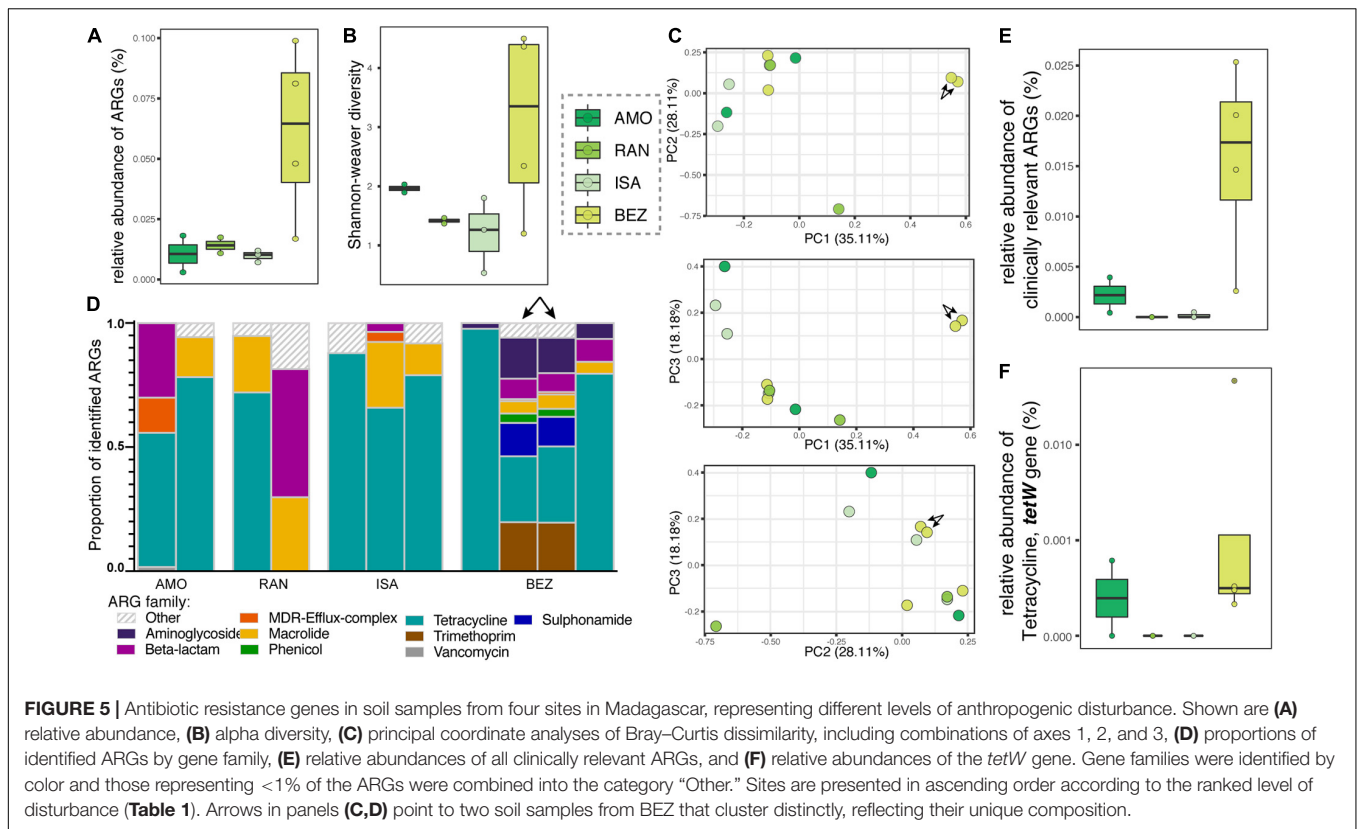 A
relative abundance of ARGs (%)
0.100
0.075
0.050
0.025
0.000
B
Shannon-weaver diversity
4
3
2
1
AMO
RAN
ISA
BEZ
C
PC2 (28.11%)
0.25
0.00
-0.25
-0.50
-0.75
0.0
0.2
0.4
0.6
PC1 (35.11%)
PC3 (18.18%)
0.4
0.2
0.0
-0.2
-0.2
0.0
0.2
0.4
0.6
PC1 (35.11%)
PC3 (18.18%)
0.4
0.2
0.0
-0.2
-0.75
-0.50
-0.25
0.00
0.25
PC2 (28.11%)
D
Proportion of identified ARGs
1.0
0.5
0.0
AMO
RAN
ISA
BEZ
ARG family:
Other
Aminoglycoside
Beta-lactam
MDR-Efflux-complex
Macrolide
Phenicol
Tetracycline
Trimethoprim
Vancomycin
Sulphonamide
E
relative abundance of
clinically relevant ARGs (%)
0.025
0.020
0.015
0.010
0.005
0.000
F
relative abundance of
Tetracycline, tetW gene (%)
0.010
0.001
0.000
FIGURE 5 | Antibiotic resistance genes in soil samples from four sites in Madagascar, representing different levels of anthropogenic disturbance. Shown are (A)
relative abundance, (B) alpha diversity, (C) principal coordinate analyses of Bray–Curtis dissimilarity, including combinations of axes 1, 2, and 3, (D) proportions of
identified ARGs by gene family, (E) relative abundances of all clinically relevant ARGs, and (F) relative abundances of the tetW gene. Gene families were identified by
color and those representing <1% of the ARGs were combined into the category “Other.” Sites are presented in ascending order according to the ranked level of
disturbance (Table 1). Arrows in panels (C,D) point to two soil samples from BEZ that cluster distinctly, reflecting their unique composition.